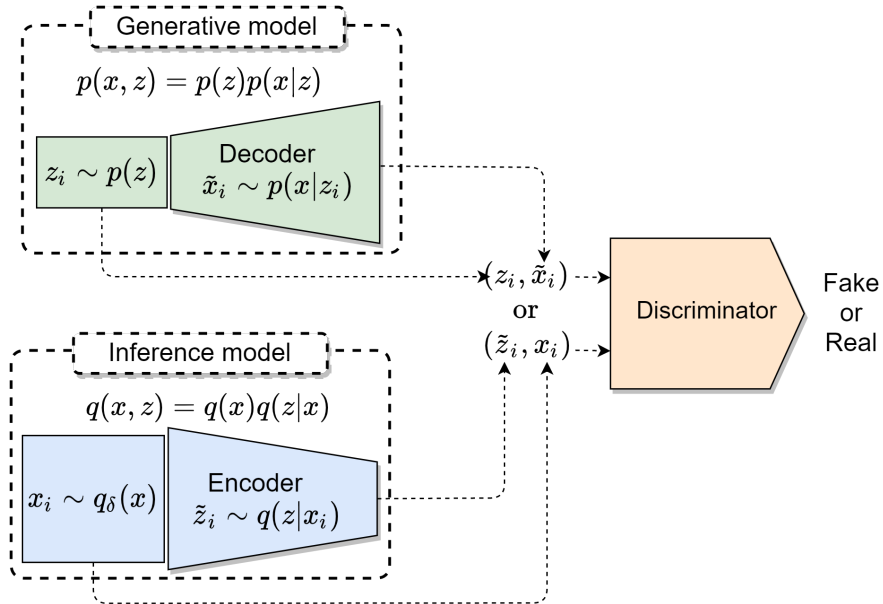 Generative model
p(x, z) = p(z)p(x|z)
z_i ∼ p(z)
Decoder
x̃_i ∼ p(x|z_i)
(z_i, x̃_i)
or
(z̃_i, x_i)
Discriminator
Fake
or
Real
Inference model
q(x, z) = q(x)q(z|x)
x_i ∼ q_δ(x)
Encoder
z̃_i ∼ q(z|x_i)